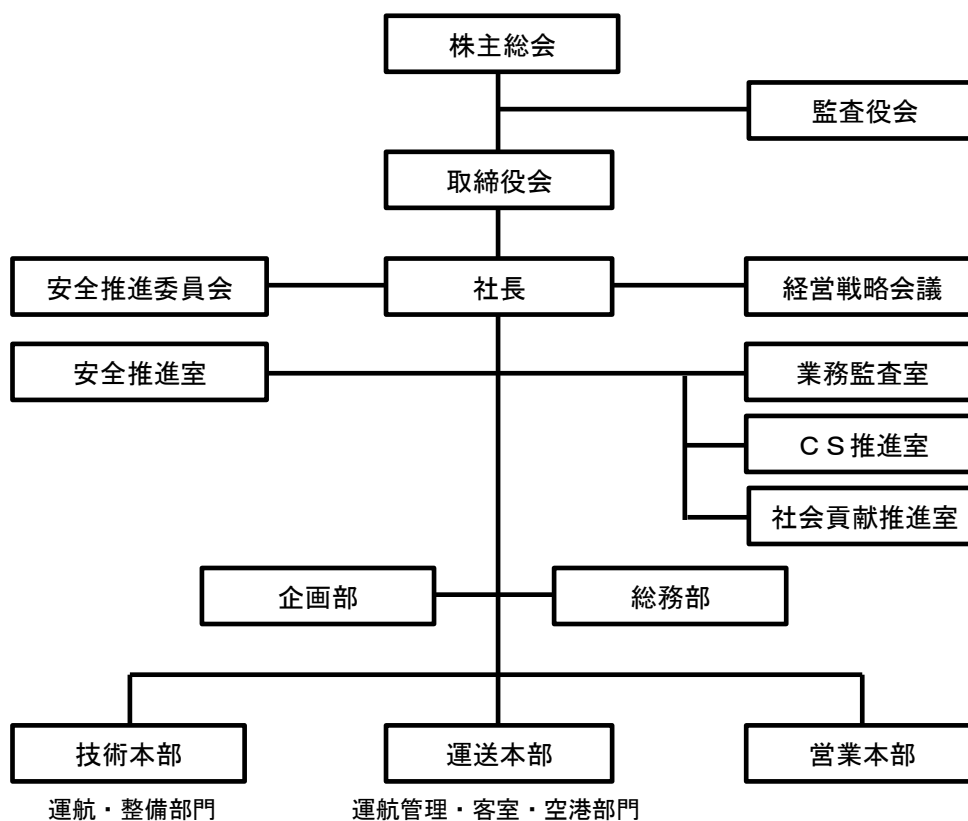 株主総会
監査役会
取締役会
安全推進委員会
社長
経営戦略会議
安全推進室
業務監査室
ＣＳ推進室
社会貢献推進室
企画部
総務部
技術本部
運送本部
営業本部
運航・整備部門
運航管理・客室・空港部門